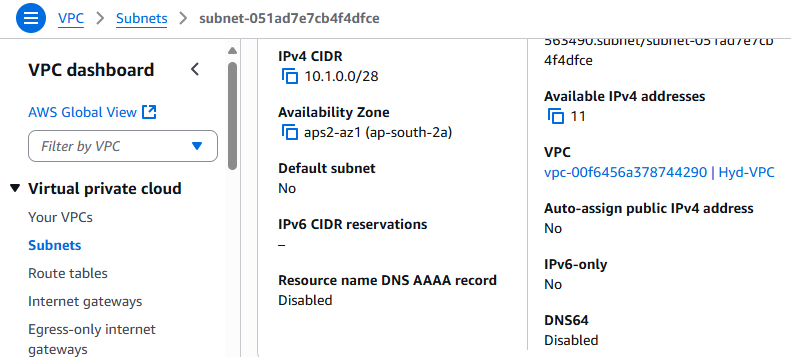 VPC > Subnets > subnet-051ad7e7cb4f4dfce
VPC dashboard
AWS Global View
Filter by VPC
Virtual private cloud
Your VPCs
Subnets
Route tables
Internet gateways
Egress-only internet
gateways
IPv4 CIDR
10.1.0.0/28
Availability Zone
aps2-az1 (ap-south-2a)
Default subnet
No
IPv6 CIDR reservations
–
Resource name DNS AAAA record
Disabled
563490:subnet/subnet-051ad7e7cb
4f4dfce
Available IPv4 addresses
11
VPC
vpc-00f6456a378744290 | Hyd-VPC
Auto-assign public IPv4 address
No
IPv6-only
No
DNS64
Disabled